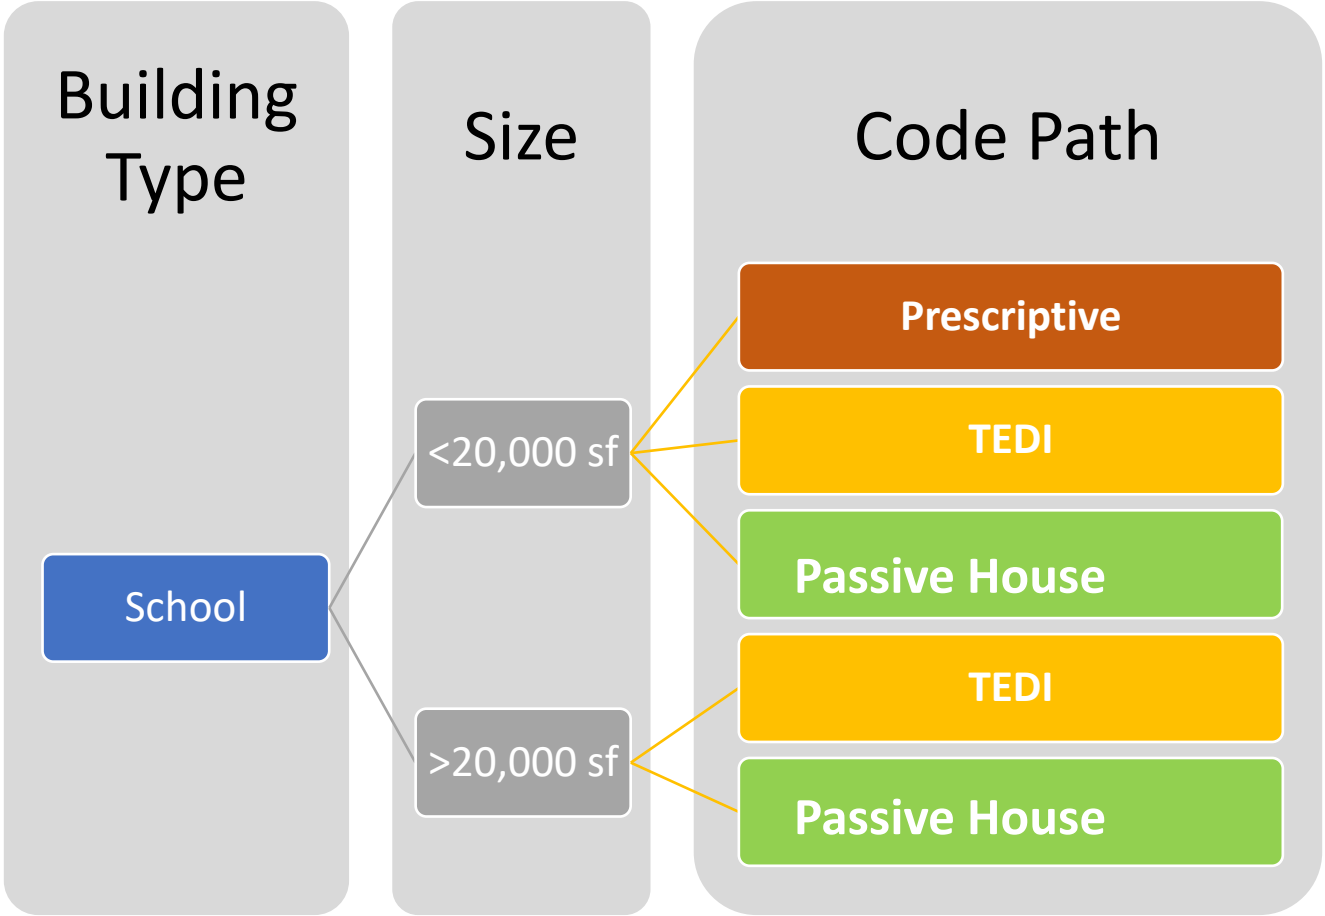 Building
Type
Size
Code Path
Prescriptive
<20,000 sf
TEDI
Passive House
School
TEDI
>20,000 sf
Passive House